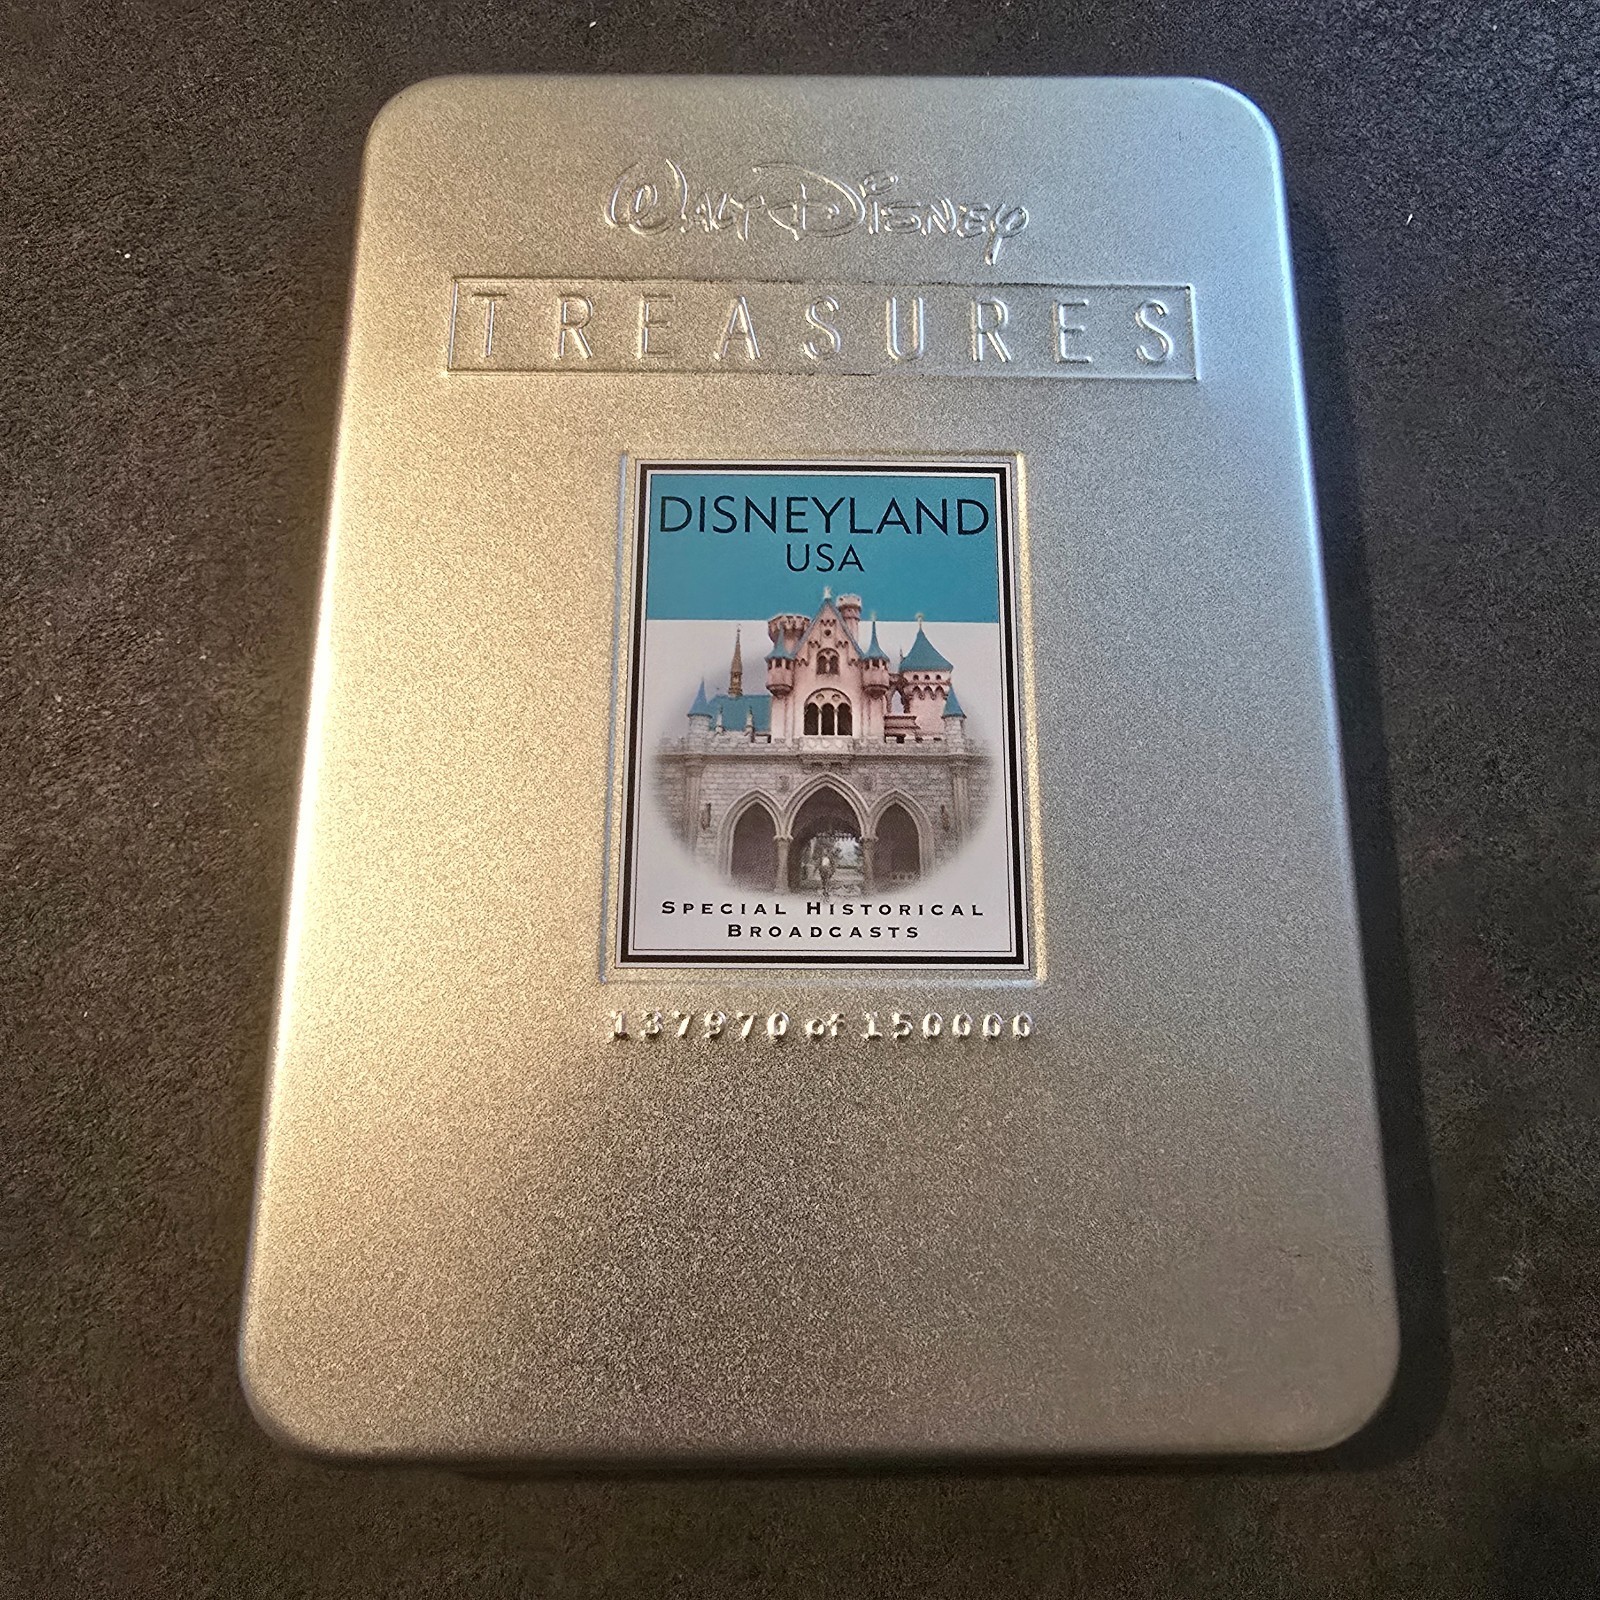 Walt Disney
TREASURES
DISNEYLAND
USA
SPECIAL HISTORICAL
BROADCASTS
137970 of 150000